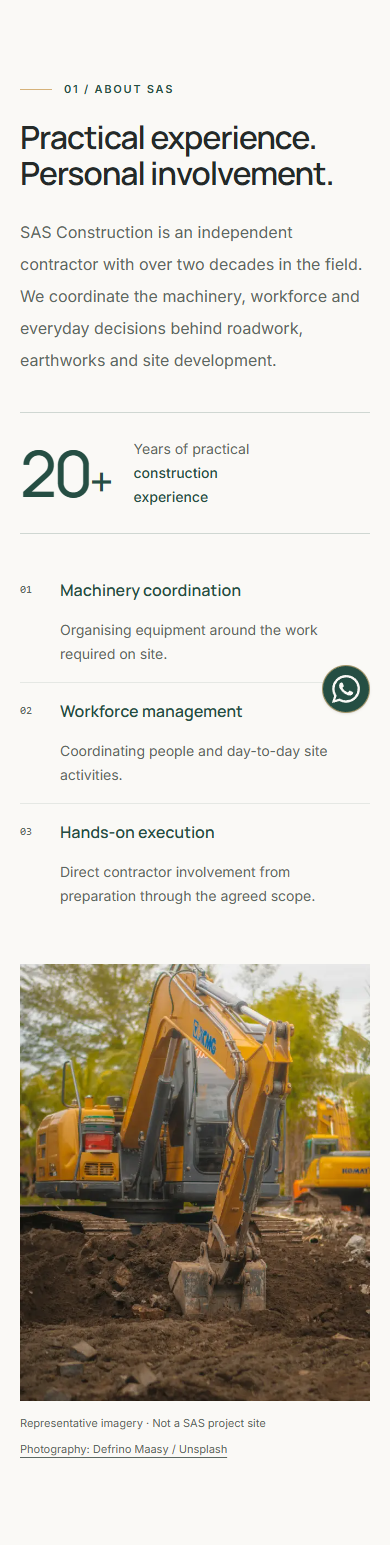 01 / ABOUT SAS
Practical experience.
Personal involvement.
SAS Construction is an independent
contractor with over two decades in the field.
We coordinate the machinery, workforce and
everyday decisions behind roadwork,
earthworks and site development.
20+
Years of practical
construction
experience
01
Machinery coordination
Organising equipment around the work
required on site.
02
Workforce management
Coordinating people and day-to-day site
activities.
03
Hands-on execution
Direct contractor involvement from
preparation through the agreed scope.
XCMG
Representative imagery · Not a SAS project site
Photography: Defrino Maasy / Unsplash